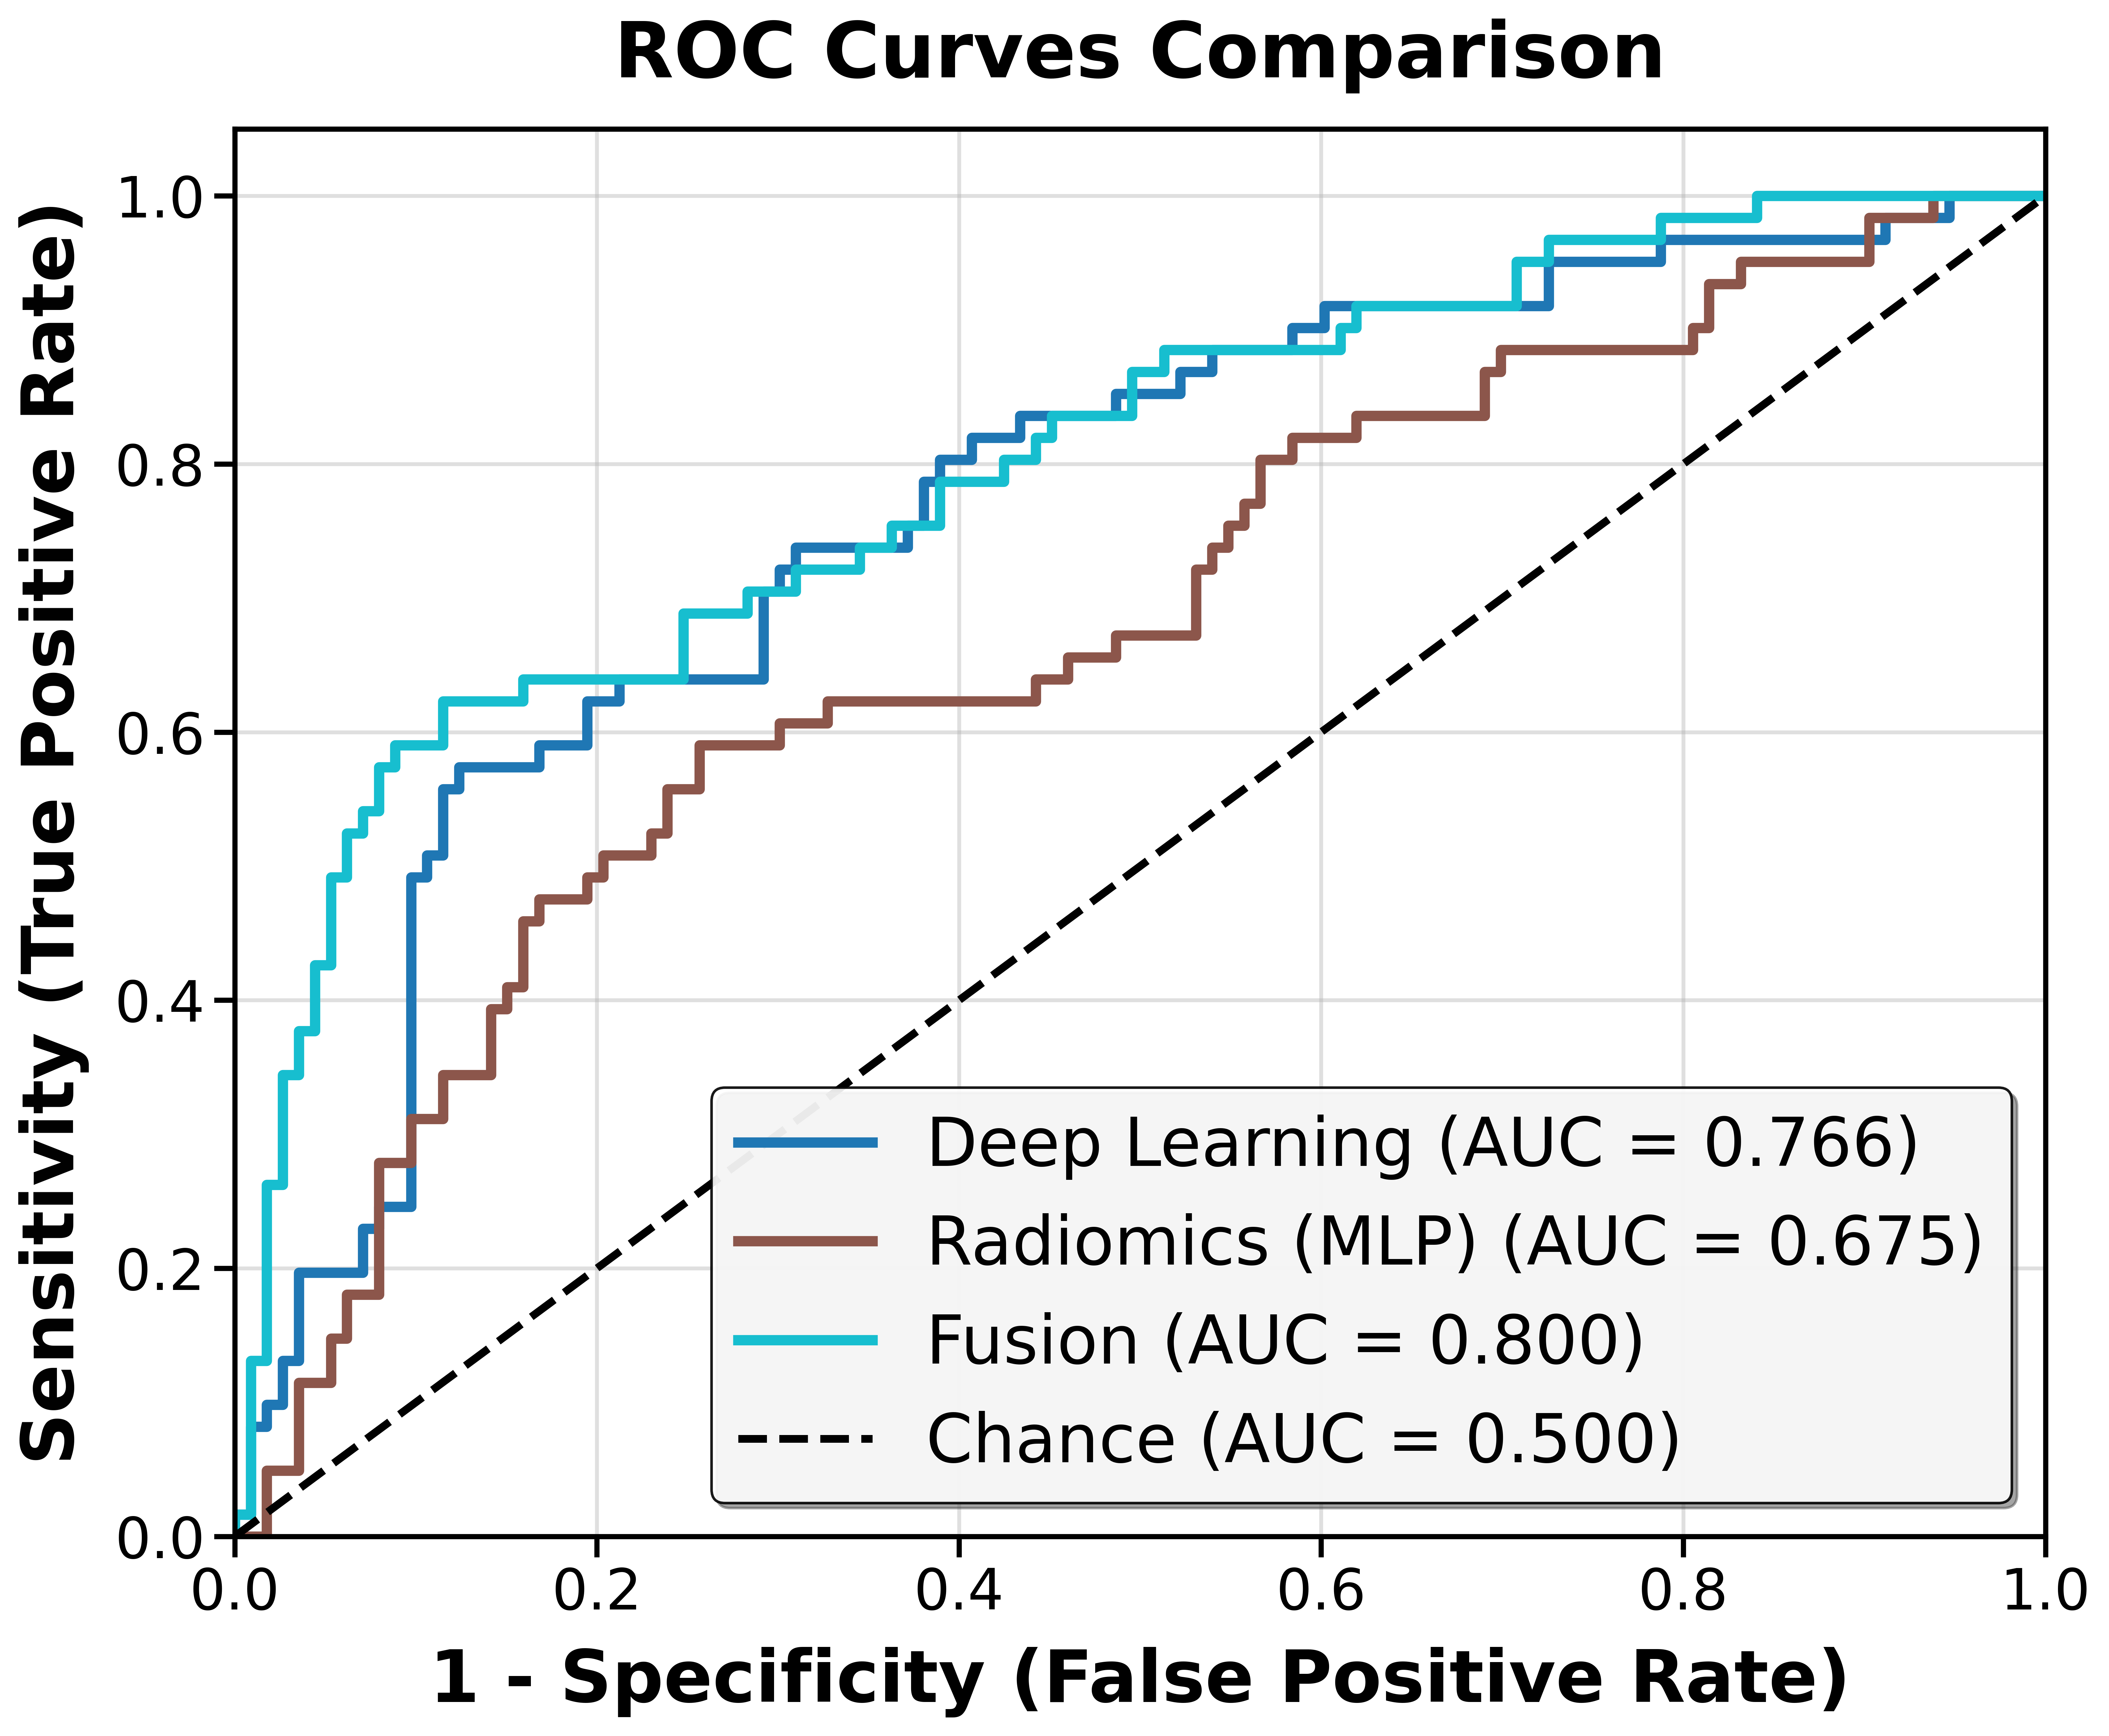 ROC Curves Comparison
Sensitivity (True Positive Rate)
1.0
0.8
0.6
0.4
0.2
0.0
Deep Learning (AUC = 0.766)
Radiomics (MLP) (AUC = 0.675)
Fusion (AUC = 0.800)
Chance (AUC = 0.500)
0.0 0.2 0.4 0.6 0.8 1.0
1 - Specificity (False Positive Rate)